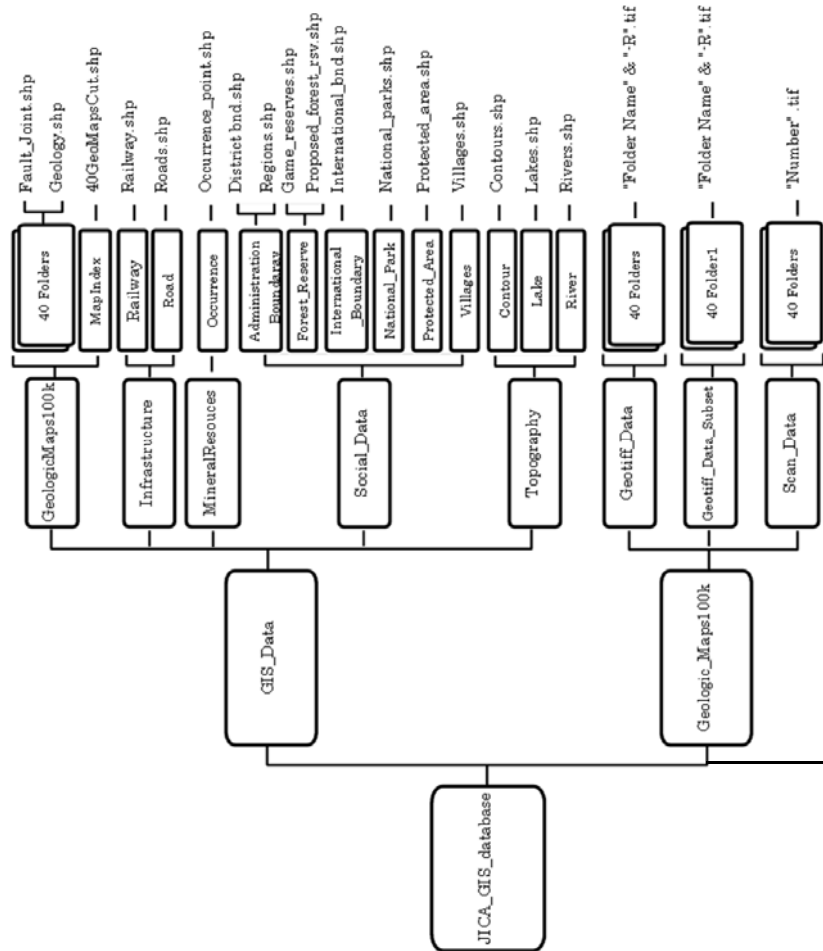 JICA_GIS_database
GIS_Data
GeologicMaps100k
40 Folders
Fault_Joint.shp
Geology.shp
MapIndex
40GeoMapsCut.shp
Infrastructure
Railway
Railway.shp
Road
Roads.shp
MineralResouces
Occurrence
Occurrence_point.shp
Social_Data
Administration
Boundaray
District bnd.shp
Regions.shp
Forest_Reserve
Game_reserves.shp
Proposed_forest_rsv.shp
International
_Boundary
International_bnd.shp
National_Park
National_parks.shp
Protected_Area
Protected_area.shp
Villages
Villages.shp
Topography
Contour
Contours.shp
Lake
Lakes.shp
River
Rivers.shp
Geologic_Maps100k
Geotiff_Data
40 Folders
"Folder Name" & "-R".tif
Geotiff_Data_Subset
40 Folder1
"Folder Name" & "-R".tif
Scan_Data
40 Folders
"Number" .tif